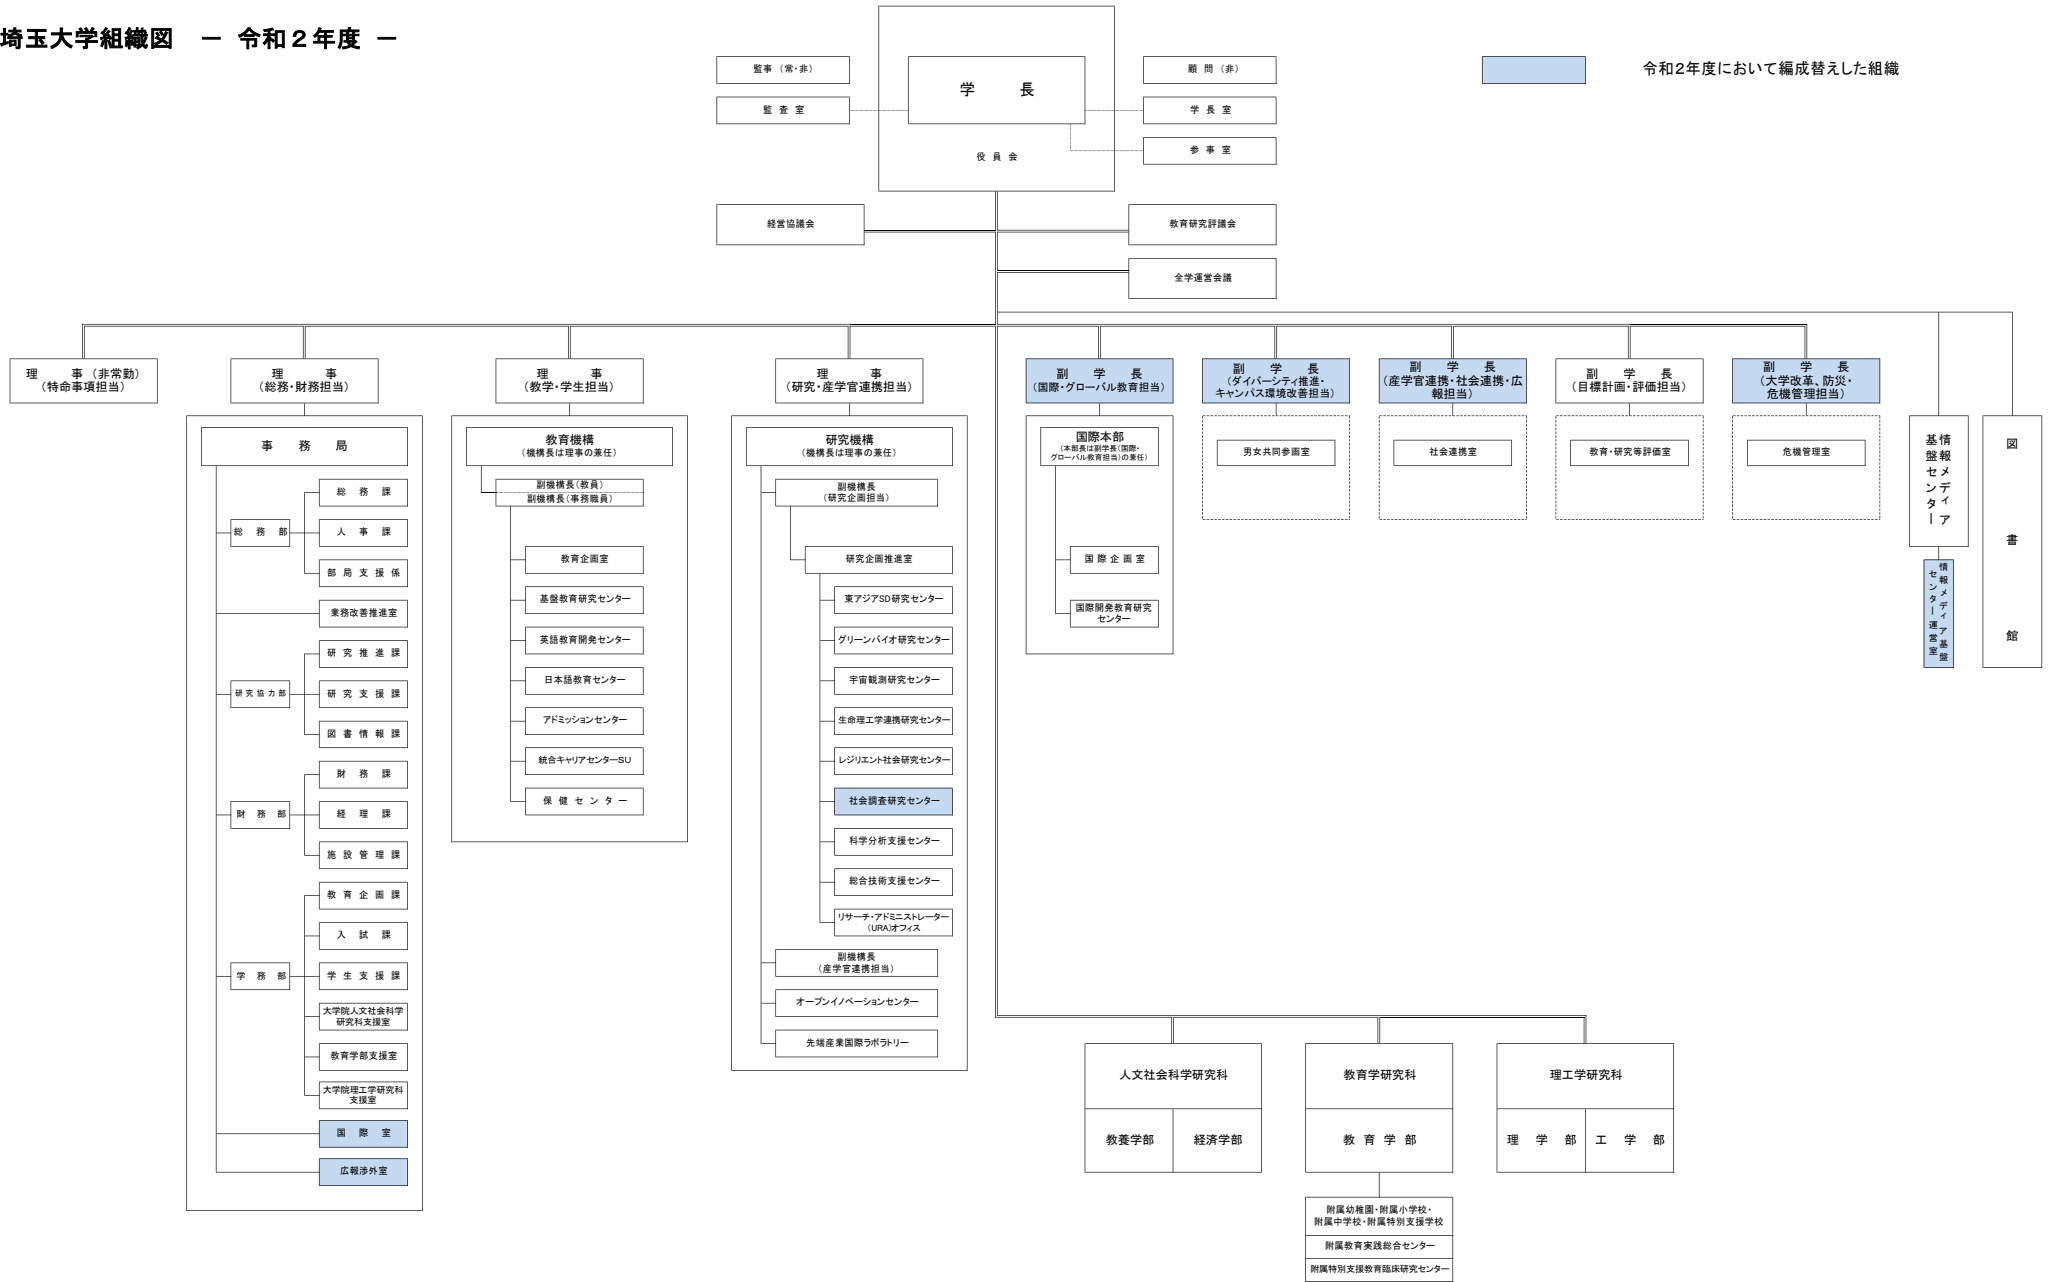 埼玉大学組織図　－ 令和２年度 －
令和2年度において編成替えした組織
監事（常・非）
監査室
学　　長
役員会
顧問（非）
学長室
参事室
経営協議会
教育研究評議会
全学運営会議
理　　事（非常勤）
（特命事項担当）
理　　事
（総務・財務担当）
理　　事
（教学・学生担当）
理　　事
（研究・産学官連携担当）
副　学　長
（国際・グローバル教育担当）
副　学　長
（ダイバーシティ推進・
キャンパス環境改善担当）
副　学　長
（産学官連携・社会連携・広
報担当）
副　学　長
（目標計画・評価担当）
副　学　長
（大学改革、防災・
危機管理担当）
事　務　局
総務部
総務課
人事課
部局支援係
業務改善推進室
研究協力部
研究推進課
研究支援課
図書情報課
財務部
財務課
経理課
施設管理課
学務部
教育企画課
入試課
学生支援課
大学院人文社会科学
研究科支援室
教育学部支援室
大学院理工学研究科
支援室
国際室
広報渉外室
教育機構
（機構長は理事の兼任）
副機構長（教員）
副機構長（事務職員）
教育企画室
基盤教育研究センター
英語教育開発センター
日本語教育センター
アドミッションセンター
統合キャリアセンターSU
保健センター
研究機構
（機構長は理事の兼任）
副機構長
（研究企画担当）
研究企画推進室
東アジアSD研究センター
グリーンバイオ研究センター
宇宙観測研究センター
生命理工学連携研究センター
レジリエント社会研究センター
社会調査研究センター
科学分析支援センター
総合技術支援センター
リサーチ・アドミニストレーター
（URA)オフィス
副機構長
（産学官連携担当）
オープンイノベーションセンター
先端産業国際ラボラトリー
国際本部
（本部長は副学長（国際・
グローバル教育担当）の兼任）
国際企画室
国際開発教育研究
センター
男女共同参画室
社会連携室
教育・研究等評価室
危機管理室
情報メディア
基盤センター
情報メディア基盤
センター運営室
図書館
人文社会科学研究科
教養学部
経済学部
教育学研究科
教育学部
附属幼稚園・附属小学校・
附属中学校・附属特別支援学校
附属教育実践総合センター
附属特別支援教育臨床研究センター
理工学研究科
理学部
工学部